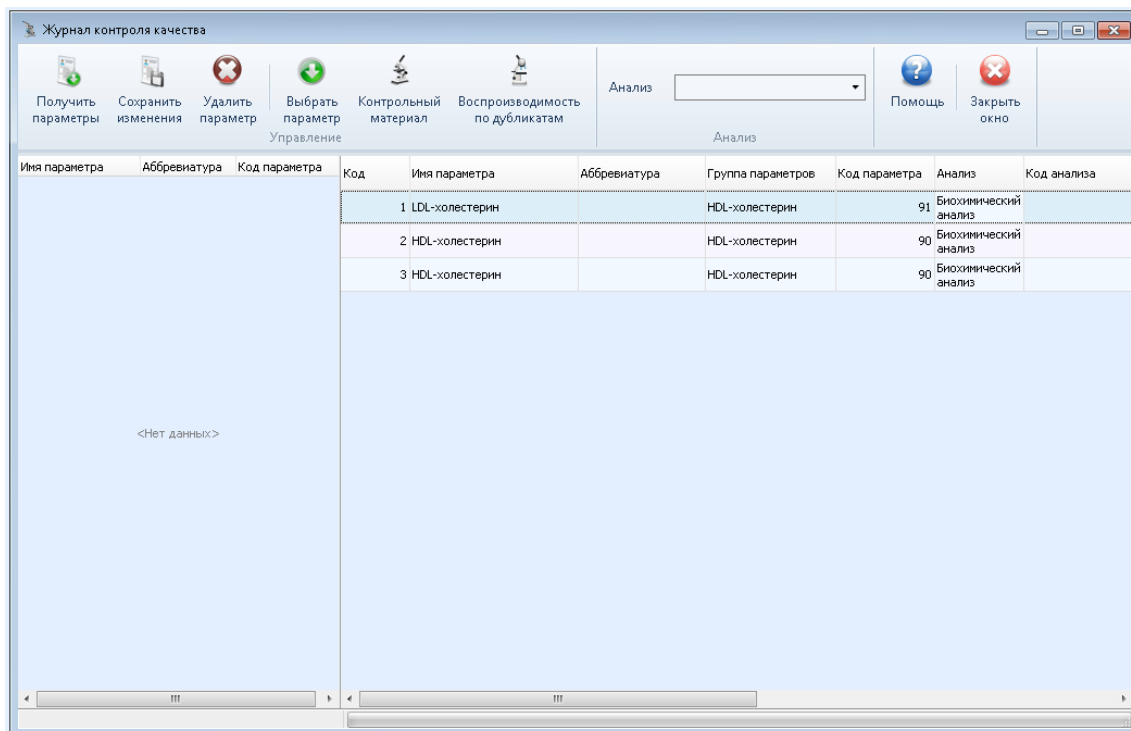 Журнал контроля качества
Получить параметры
Сохранить изменения
Удалить параметр
Выбрать параметр
Контрольный материал
Воспроизводимость по дубликатам
Управление
Анализ
Анализ
Помощь
Закрыть окно
Имя параметра Аббревиатура Код параметра
<Нет данных>
Код Имя параметра Аббревиатура Группа параметров Код параметра Анализ Код анализа
1 LDL-холестерин HDL-холестерин 91 Биохимический анализ
2 HDL-холестерин HDL-холестерин 90 Биохимический анализ
3 HDL-холестерин HDL-холестерин 90 Биохимический анализ